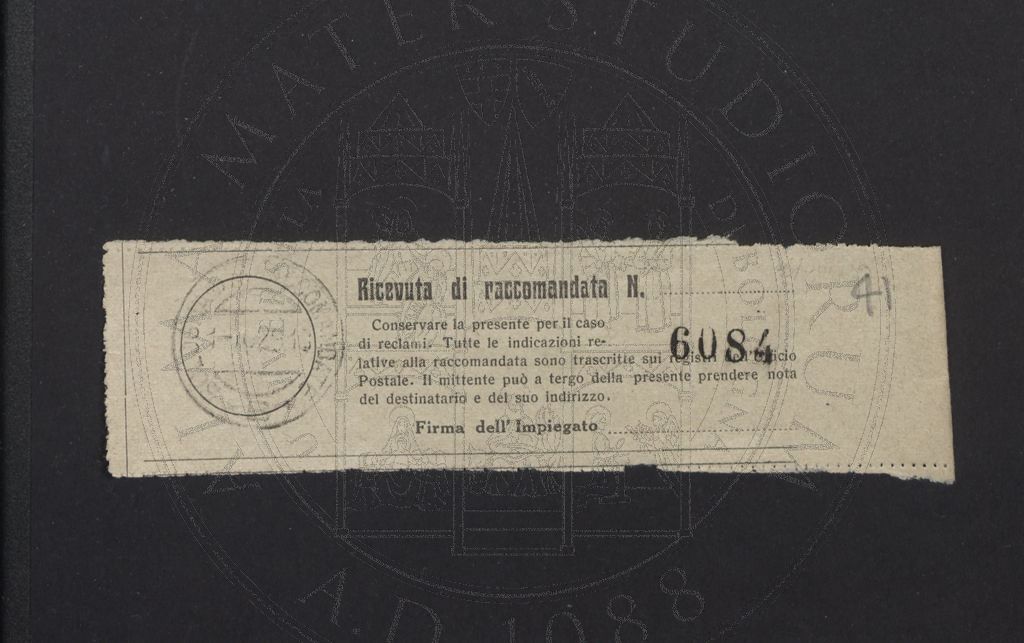 ALMA MATER STUDIORUM
A.D. 1088
Ricevuta di raccomandata N.
6084
41
Conservare la presente per il caso
di reclami. Tutte le indicazioni re-
lative alla raccomandata sono trascritte sui registri dell'Ufficio
Postale. Il mittente può a tergo della presente prendere nota
del destinatario e del suo indirizzo.
Firma dell'Impiegato